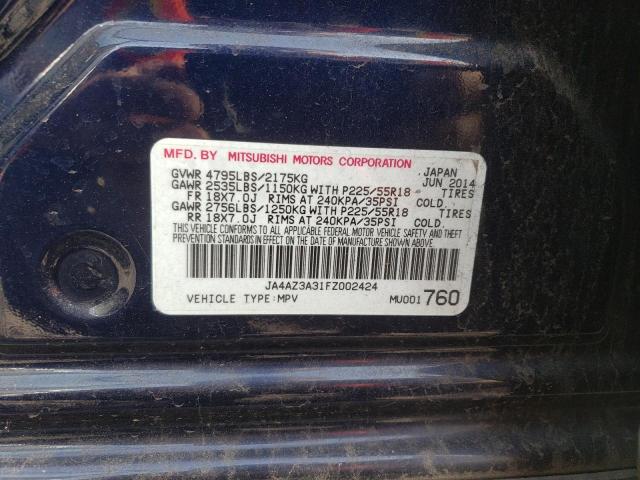 MFD. BY MITSUBISHI MOTORS CORPORATION JAPAN
GVWR 4795LBS/2175KG JUN 2014
GAWR 2535LBS/1150KG WITH P225/55R18 TIRES
FR 18X7.0J RIMS AT 240KPA/35PSI COLD.
GAWR 2756LBS/1250KG WITH P225/55R18 TIRES
RR 18X7.0J RIMS AT 240KPA/35PSI COLD.
THIS VEHICLE CONFORMS TO ALL APPLICABLE FEDERAL MOTOR VEHICLE SAFETY AND THEFT
PREVENTION STANDARDS IN EFFECT ON THE DATE OF MANUFACTURE SHOWN ABOVE.
JA4AZ3A31FZ002424
VEHICLE TYPE:MPV MU001760